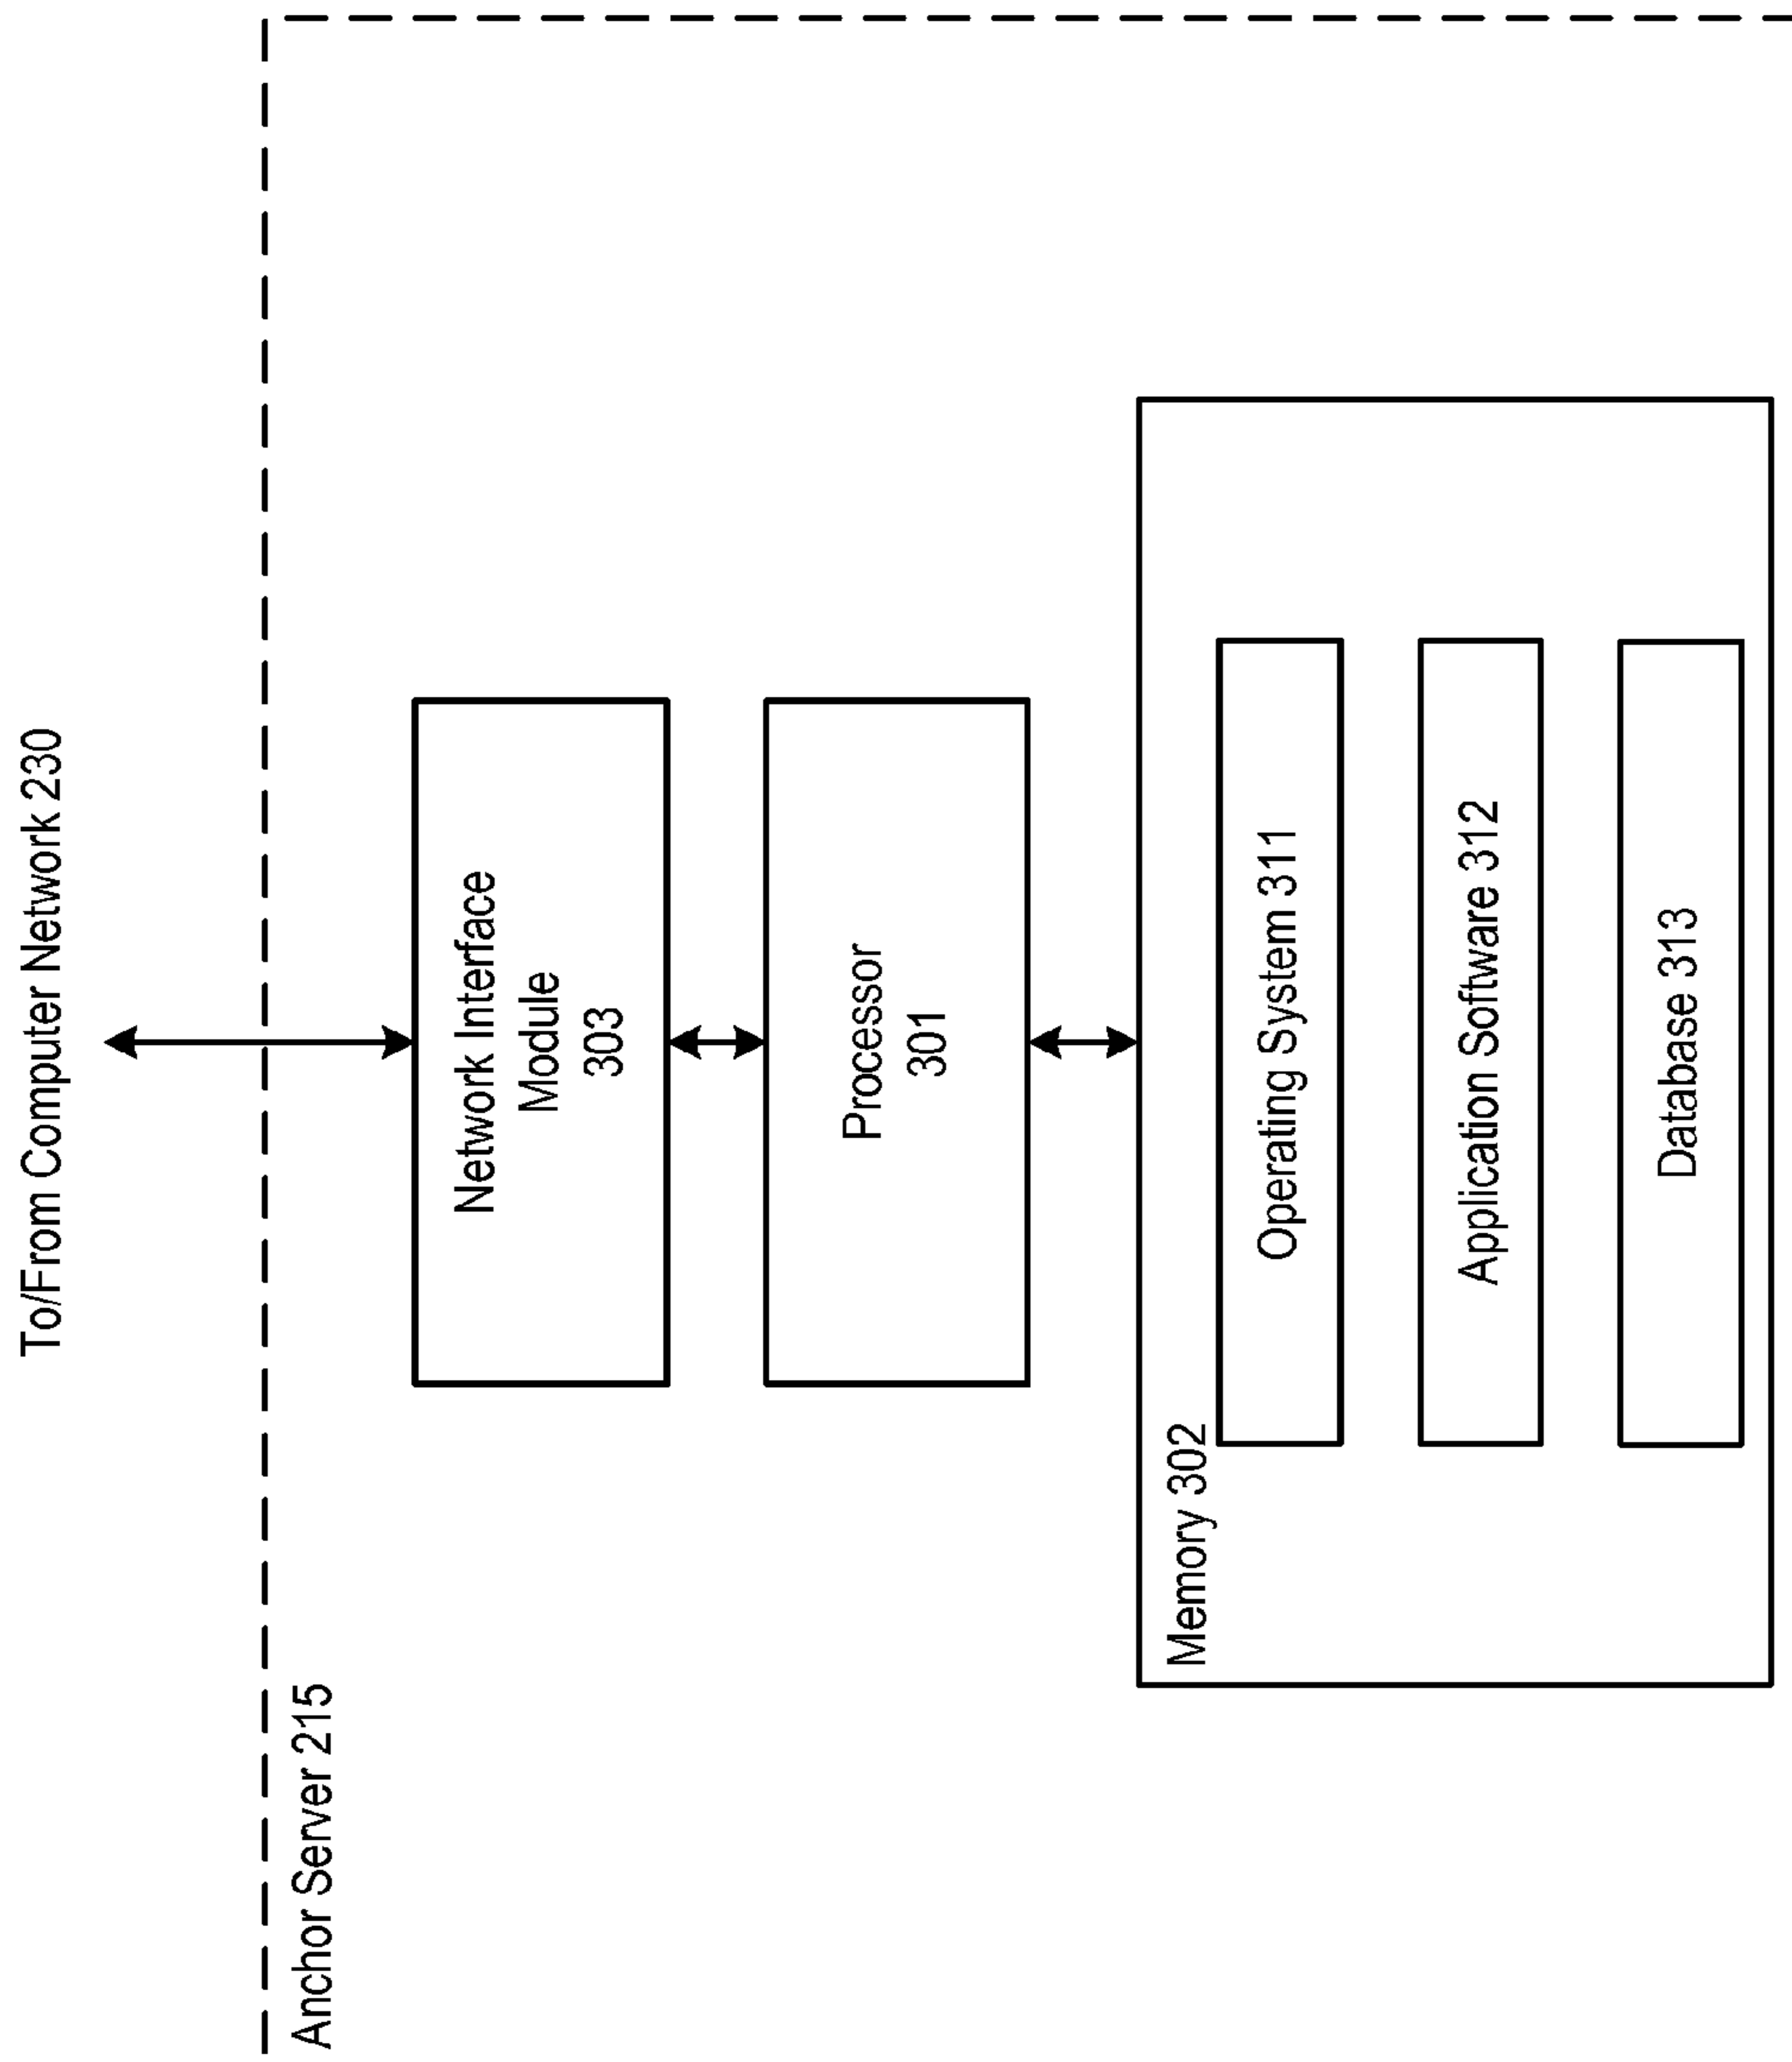 To/From Computer Network 230
Anchor Server 215
Network Interface
Module
303
Processor
301
Memory 302
Operating System 311
Application Software 312
Database 313